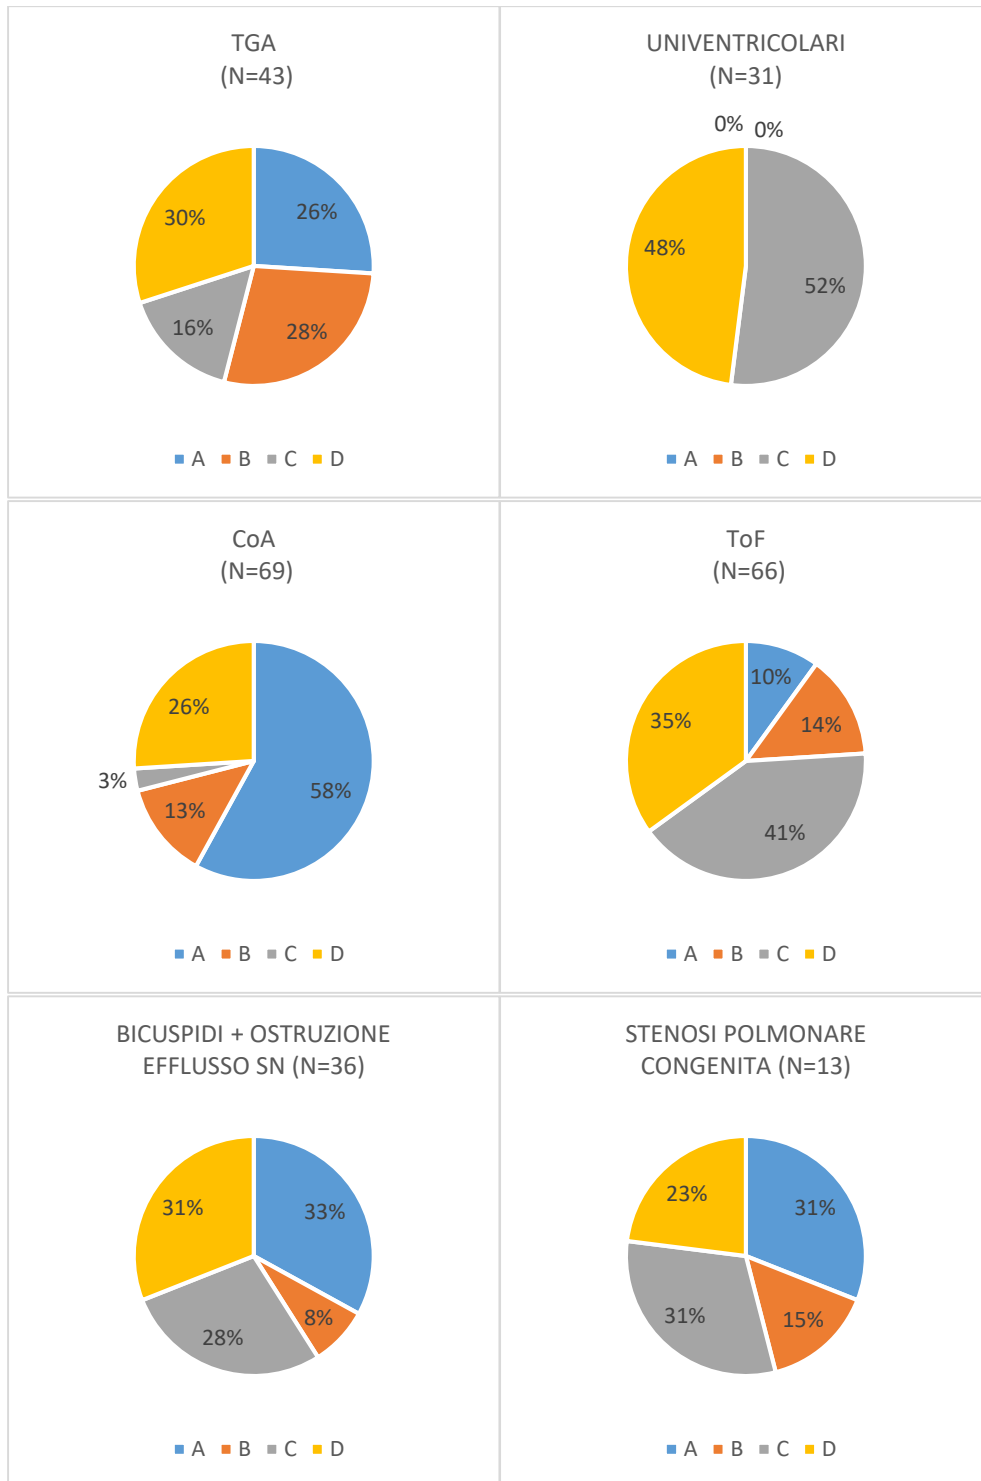 TGA
(N=43)
26%
28%
16%
30%
A B C D
UNIVENTRICOLARI
(N=31)
0% 0%
52%
48%
A B C D
CoA
(N=69)
58%
13%
3%
26%
A B C D
ToF
(N=66)
10%
14%
41%
35%
A B C D
BICUSPIDI + OSTRUZIONE
EFFLUSSO SN (N=36)
33%
8%
28%
31%
A B C D
STENOSI POLMONARE
CONGENITA (N=13)
31%
15%
31%
23%
A B C D